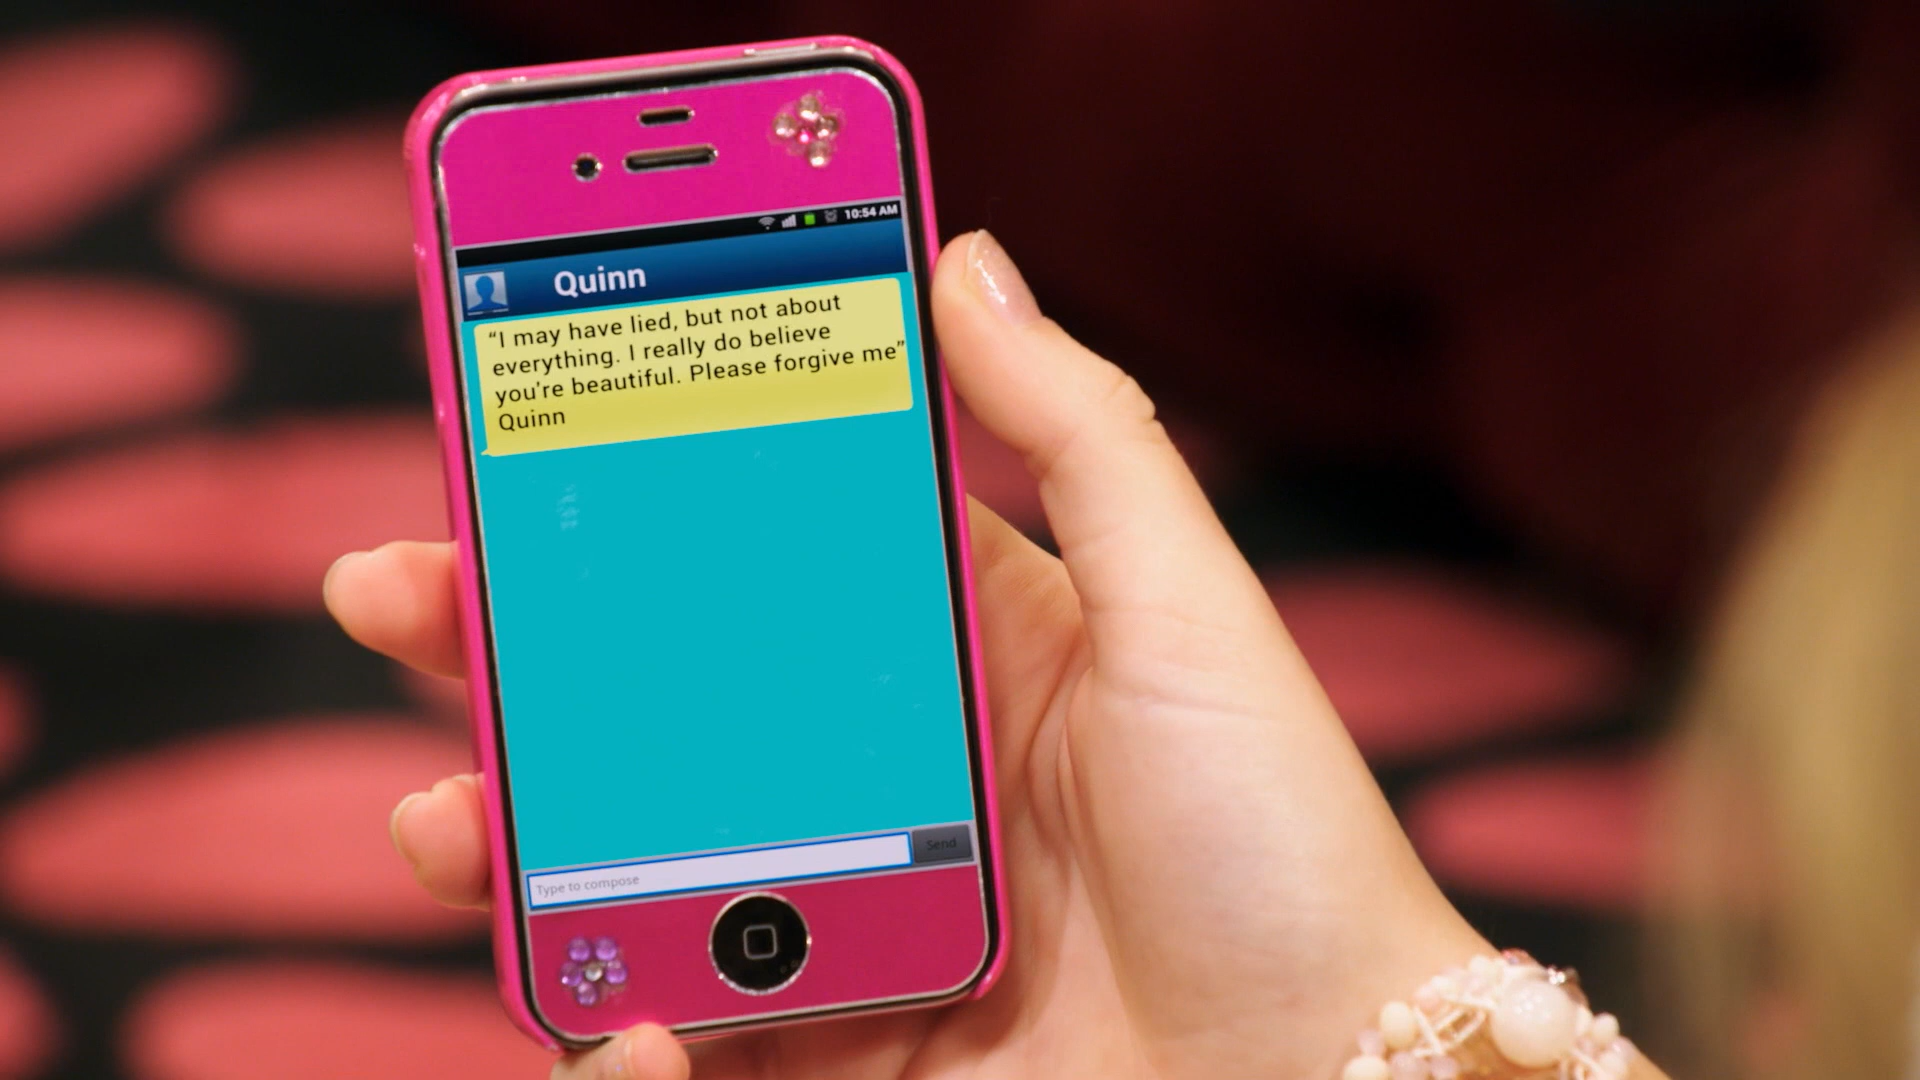 10:54 AM
Quinn
“I may have lied, but not about
everything. I really do believe
you're beautiful. Please forgive me”
Quinn
Type to compose
Send